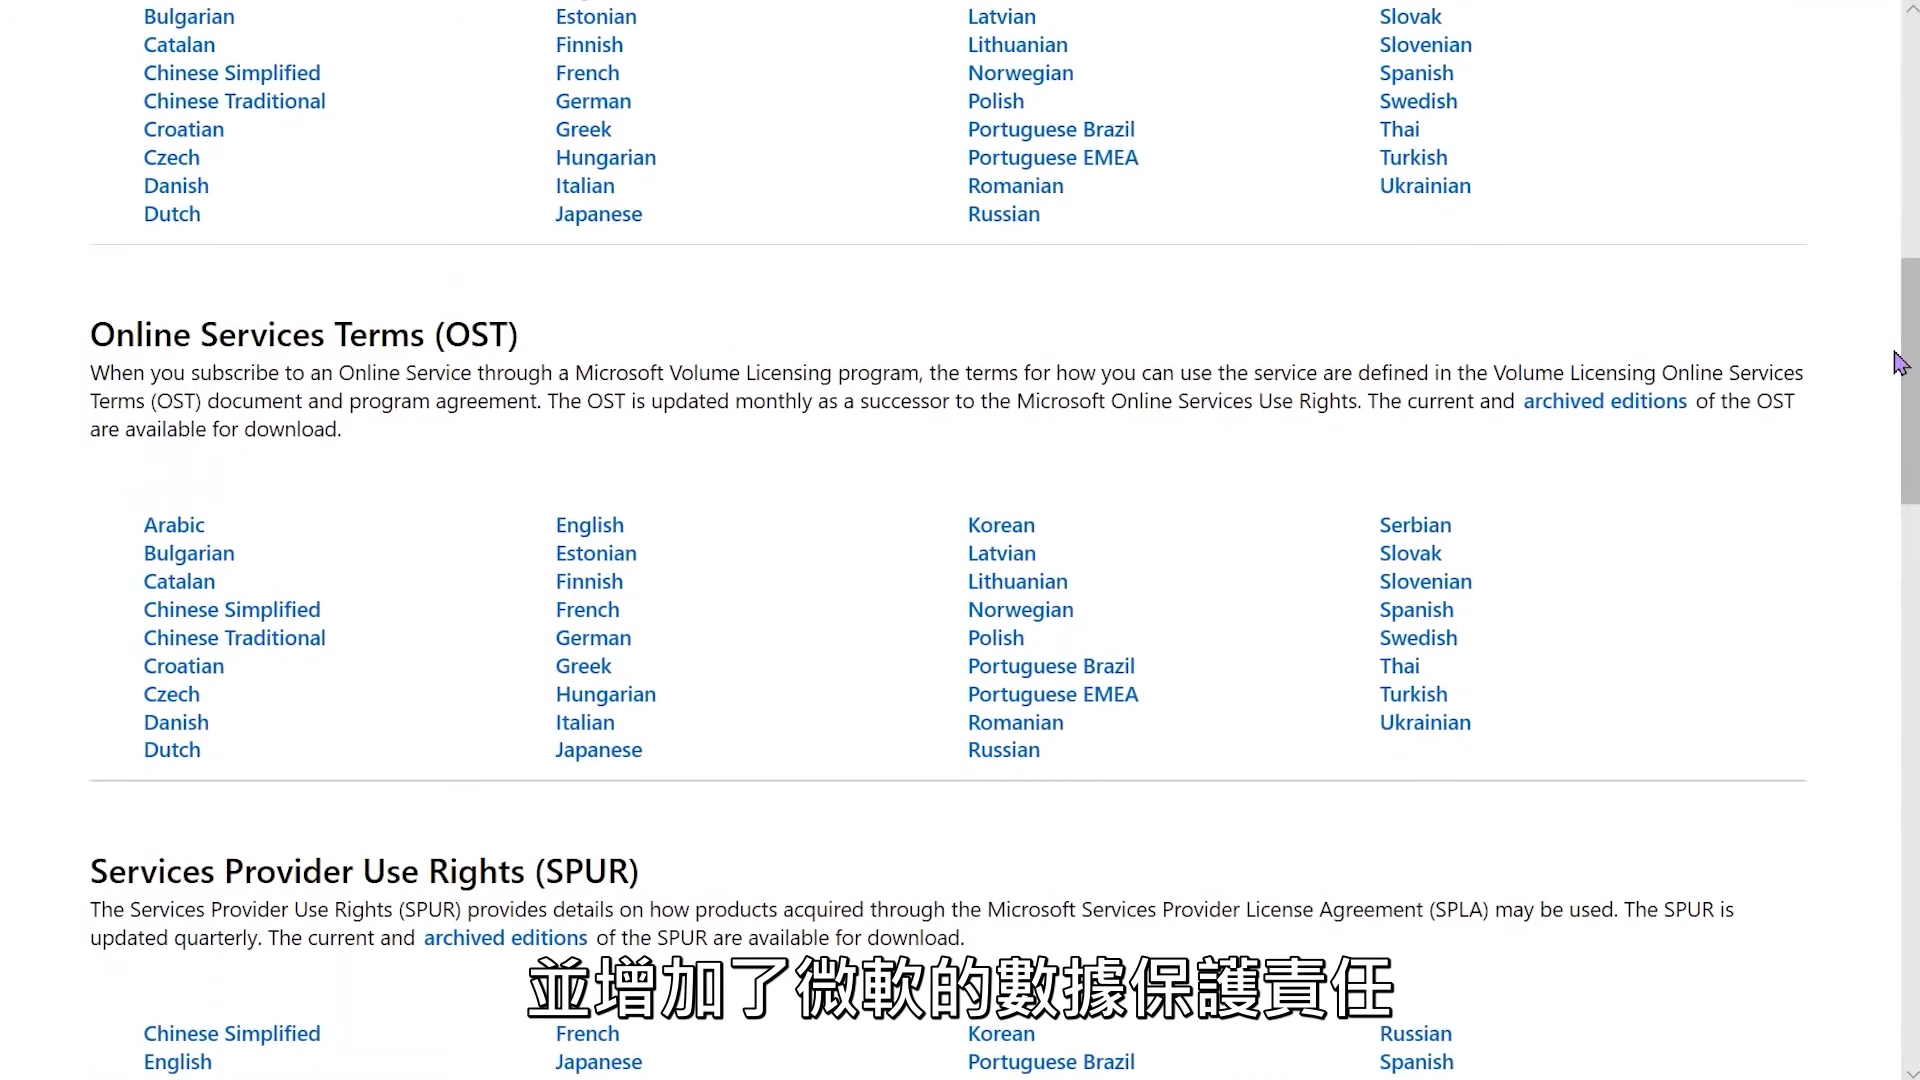 Bulgarian Estonian Latvian Slovak
Catalan Finnish Lithuanian Slovenian
Chinese Simplified French Norwegian Spanish
Chinese Traditional German Polish Swedish
Croatian Greek Portuguese Brazil Thai
Czech Hungarian Portuguese EMEA Turkish
Danish Italian Romanian Ukrainian
Dutch Japanese Russian
Online Services Terms (OST)
When you subscribe to an Online Service through a Microsoft Volume Licensing program, the terms for how you can use the service are defined in the Volume Licensing Online Services
Terms (OST) document and program agreement. The OST is updated monthly as a successor to the Microsoft Online Services Use Rights. The current and archived editions of the OST
are available for download.
Arabic English Korean Serbian
Bulgarian Estonian Latvian Slovak
Catalan Finnish Lithuanian Slovenian
Chinese Simplified French Norwegian Spanish
Chinese Traditional German Polish Swedish
Croatian Greek Portuguese Brazil Thai
Czech Hungarian Portuguese EMEA Turkish
Danish Italian Romanian Ukrainian
Dutch Japanese Russian
Services Provider Use Rights (SPUR)
The Services Provider Use Rights (SPUR) provides details on how products acquired through the Microsoft Services Provider License Agreement (SPLA) may be used. The SPUR is
updated quarterly. The current and archived editions of the SPUR are available for download.
並增加了微軟的數據保護責任
Chinese Simplified French Korean Russian
English Japanese Portuguese Brazil Spanish